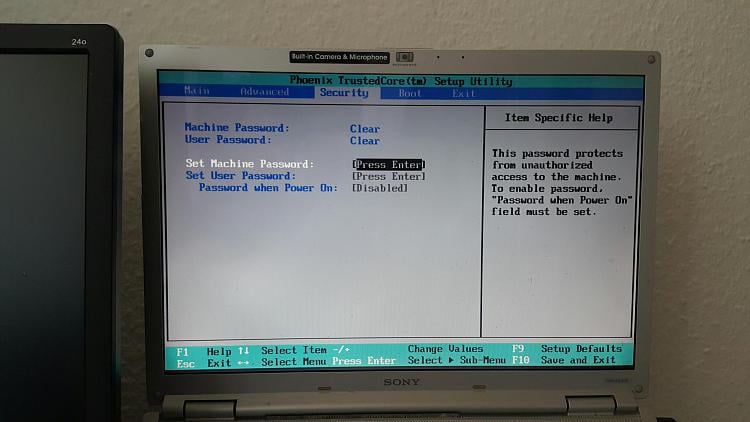 24o
Built-in Camera & Microphone
Phoenix TrustedCore(tm) Setup Utility
Main Advanced Security Boot Exit
Item Specific Help
Machine Password: Clear
User Password: Clear
Set Machine Password: [Press Enter]
Set User Password: [Press Enter]
Password when Power On: [Disabled]
This password protects
from unauthorized
access to the machine.
To enable password,
"Password when Power On"
field must be set.
F1 Help ↑↓ Select Item -/+ Change Values F9 Setup Defaults
Esc Exit ↔ Select Menu Press Enter Select ▶ Sub-Menu F10 Save and Exit
SONY